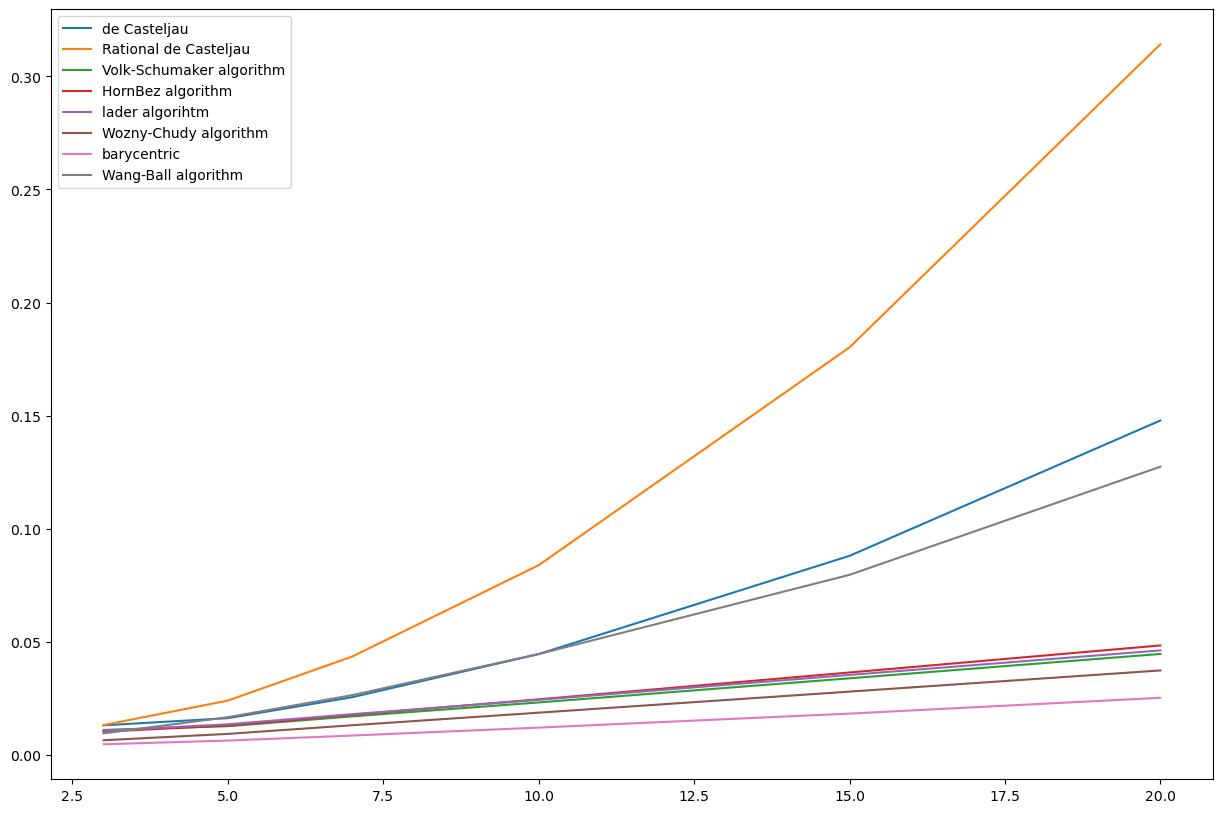 de Casteljau
Rational de Casteljau
Volk-Schumaker algorithm
HornBez algorithm
lader algorihtm
Wozny-Chudy algorithm
barycentric
Wang-Ball algorithm
0.30
0.25
0.20
0.15
0.10
0.05
0.00
2.5 5.0 7.5 10.0 12.5 15.0 17.5 20.0